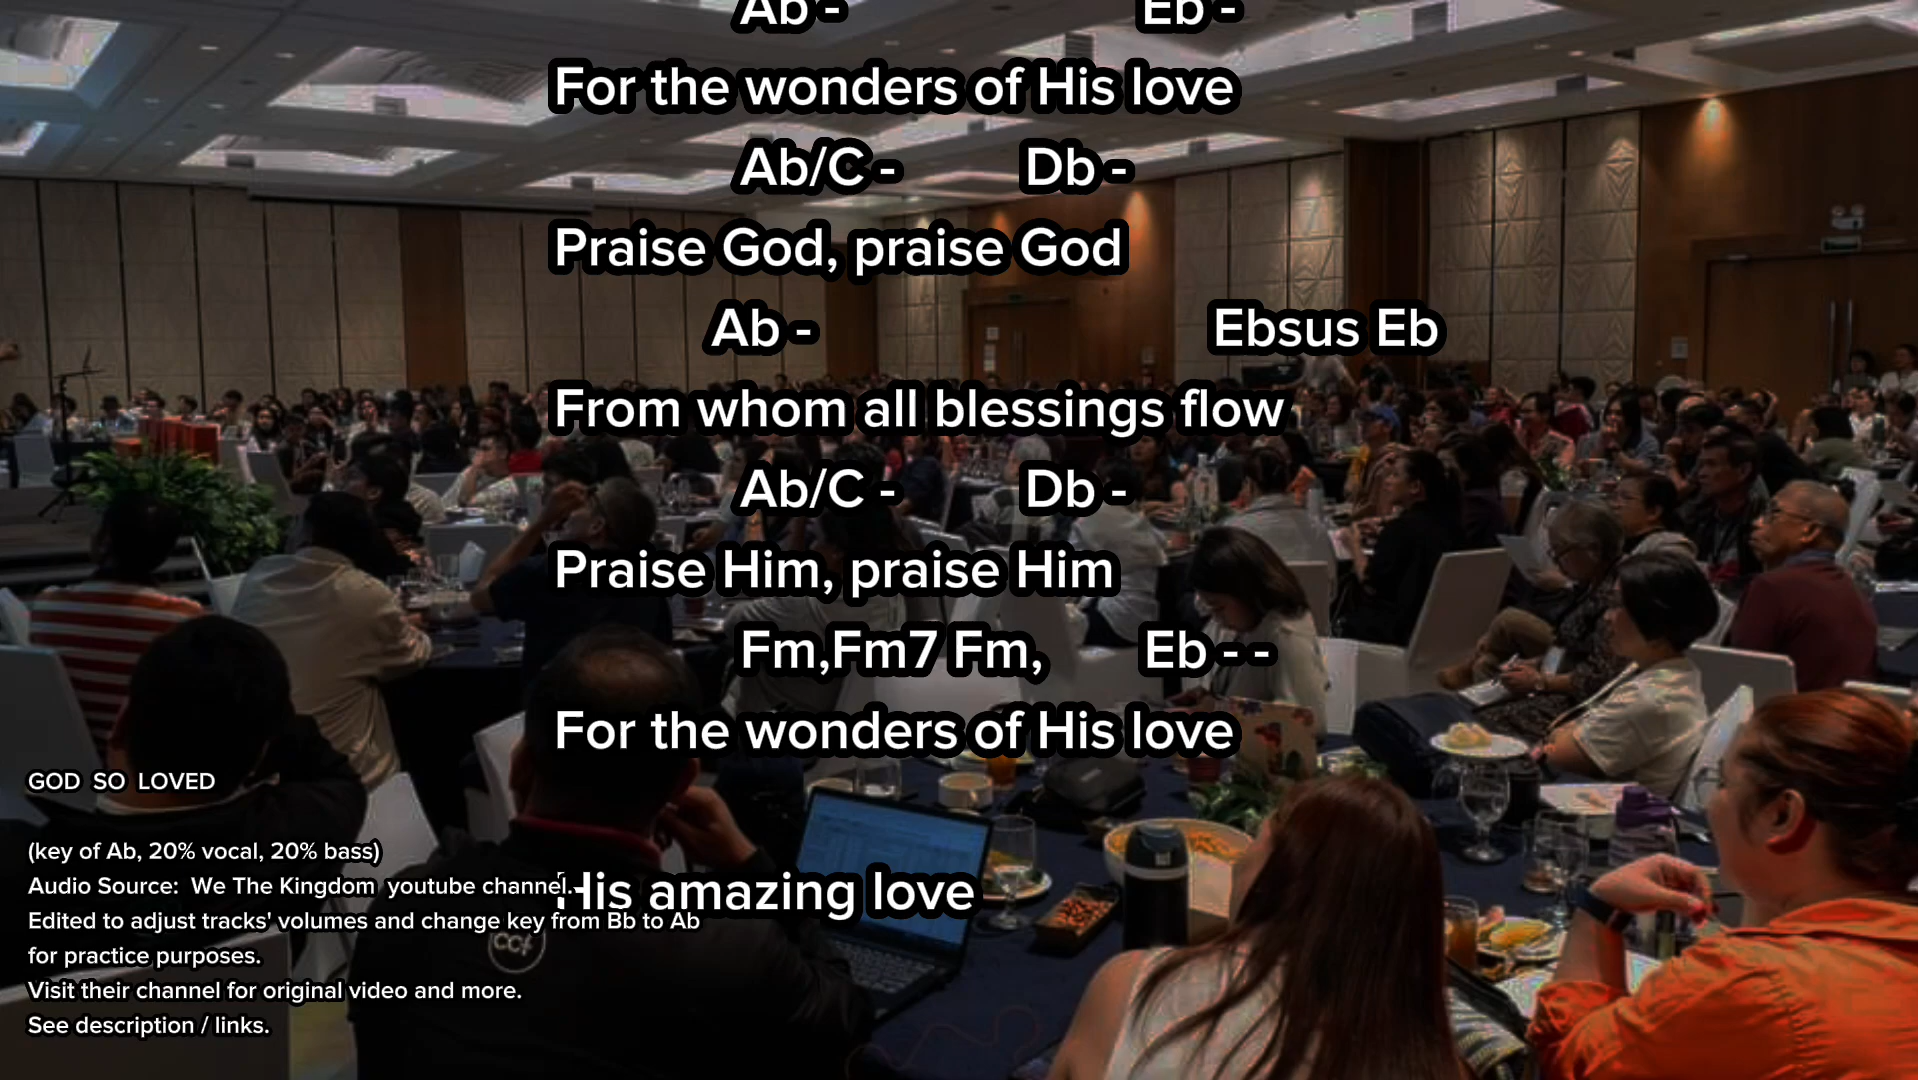 Ab - Eb -
For the wonders of His love
Ab/C - Db -
Praise God, praise God
Ab - Ebsus Eb
From whom all blessings flow
Ab/C - Db -
Praise Him, praise Him
Fm,Fm7 Fm, Eb - -
For the wonders of His love
His amazing love
GOD SO LOVED
(key of Ab, 20% vocal, 20% bass)
Audio Source: We The Kingdom youtube channel.
Edited to adjust tracks' volumes and change key from Bb to Ab
for practice purposes.
Visit their channel for original video and more.
See description / links.